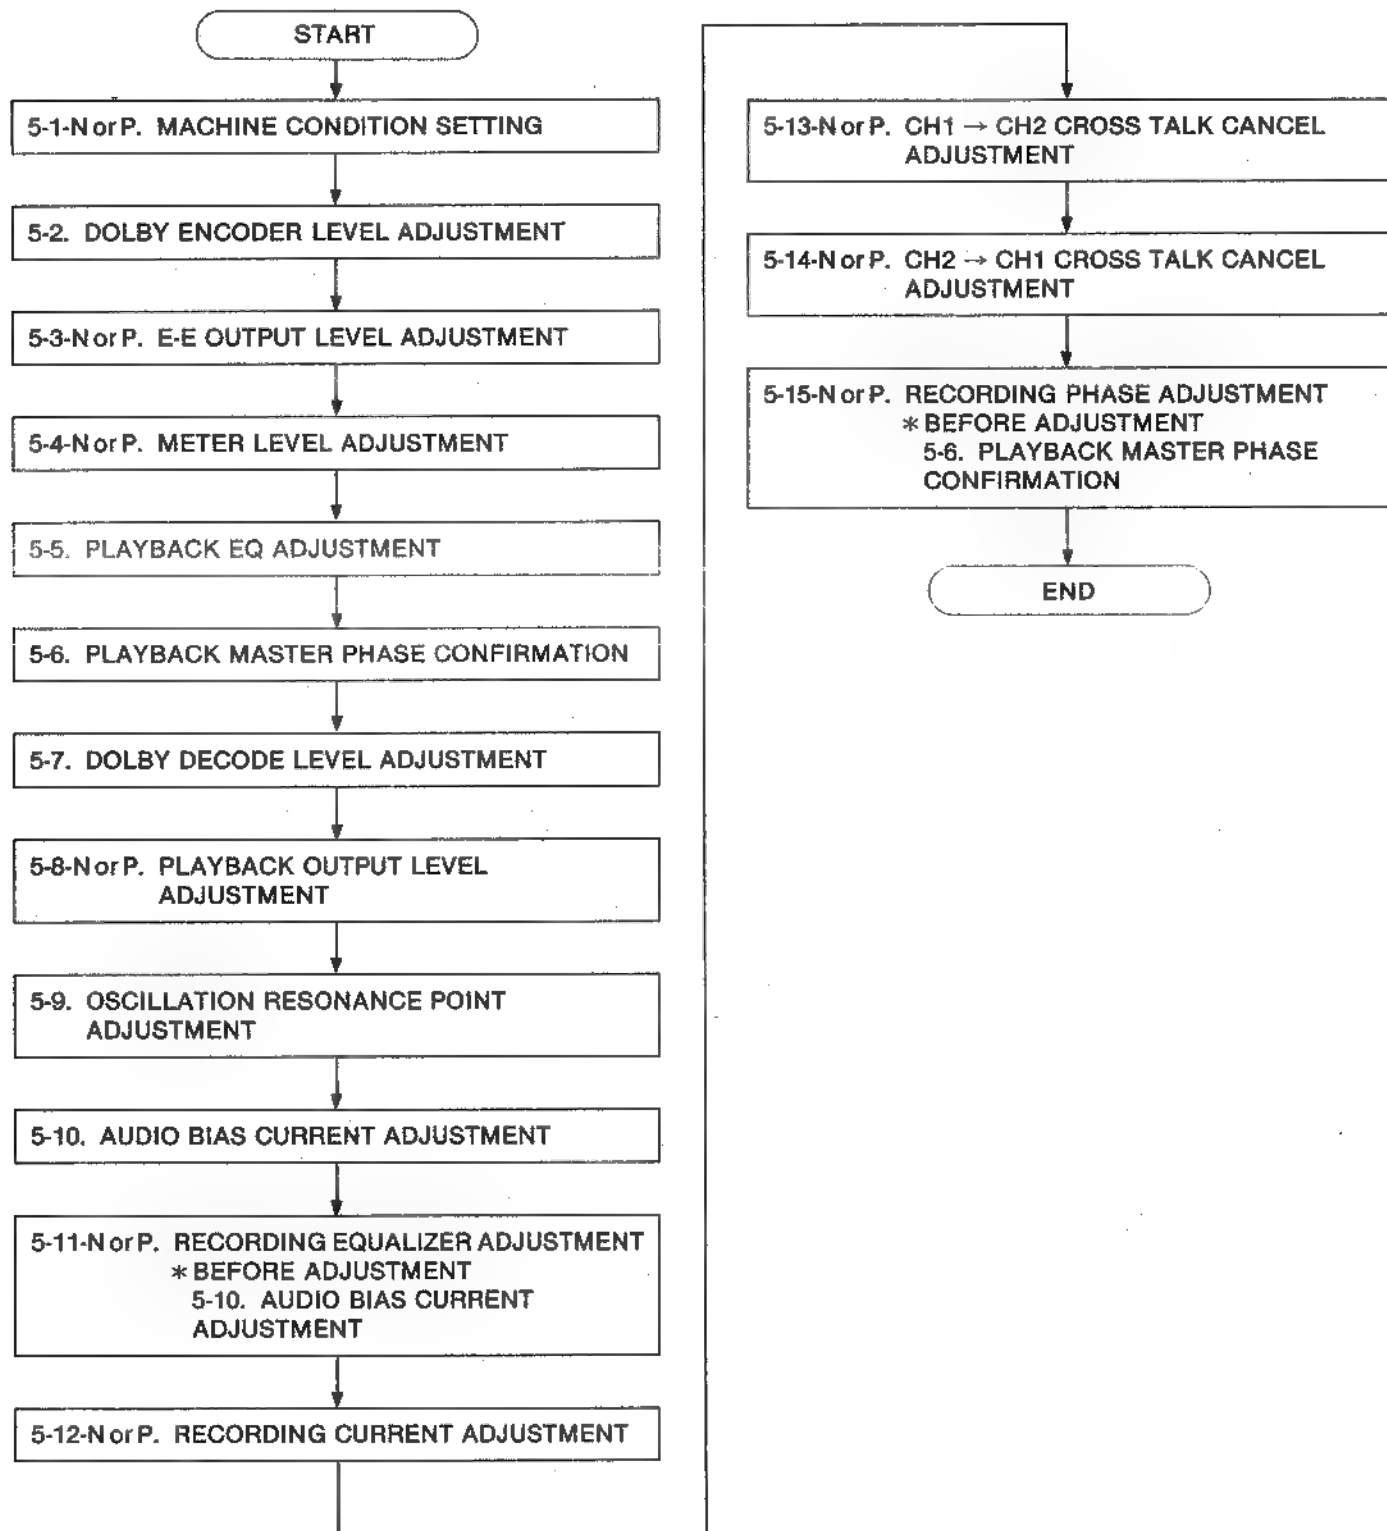 START
5-1-N or P. MACHINE CONDITION SETTING
5-2. DOLBY ENCODER LEVEL ADJUSTMENT
5-3-N or P. E-E OUTPUT LEVEL ADJUSTMENT
5-4-N or P. METER LEVEL ADJUSTMENT
5-5. PLAYBACK EQ ADJUSTMENT
5-6. PLAYBACK MASTER PHASE CONFIRMATION
5-7. DOLBY DECODE LEVEL ADJUSTMENT
5-8-N or P. PLAYBACK OUTPUT LEVEL
ADJUSTMENT
5-9. OSCILLATION RESONANCE POINT
ADJUSTMENT
5-10. AUDIO BIAS CURRENT ADJUSTMENT
5-11-N or P. RECORDING EQUALIZER ADJUSTMENT
* BEFORE ADJUSTMENT
5-10. AUDIO BIAS CURRENT
ADJUSTMENT
5-12-N or P. RECORDING CURRENT ADJUSTMENT
5-13-N or P. CH1 → CH2 CROSS TALK CANCEL
ADJUSTMENT
5-14-N or P. CH2 → CH1 CROSS TALK CANCEL
ADJUSTMENT
5-15-N or P. RECORDING PHASE ADJUSTMENT
* BEFORE ADJUSTMENT
5-6. PLAYBACK MASTER PHASE
CONFIRMATION
END